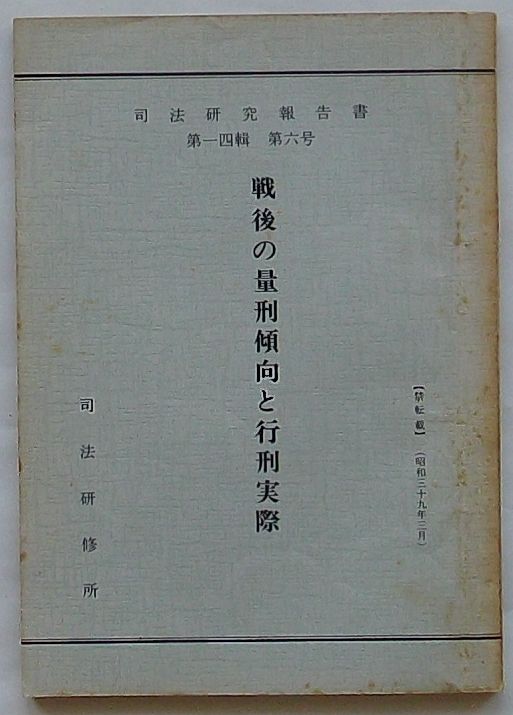 司法研究報告書
第一四輯 第六号
【禁転載】 (昭和三十九年三月)
戦後の量刑傾向と行刑実際
司法研修所